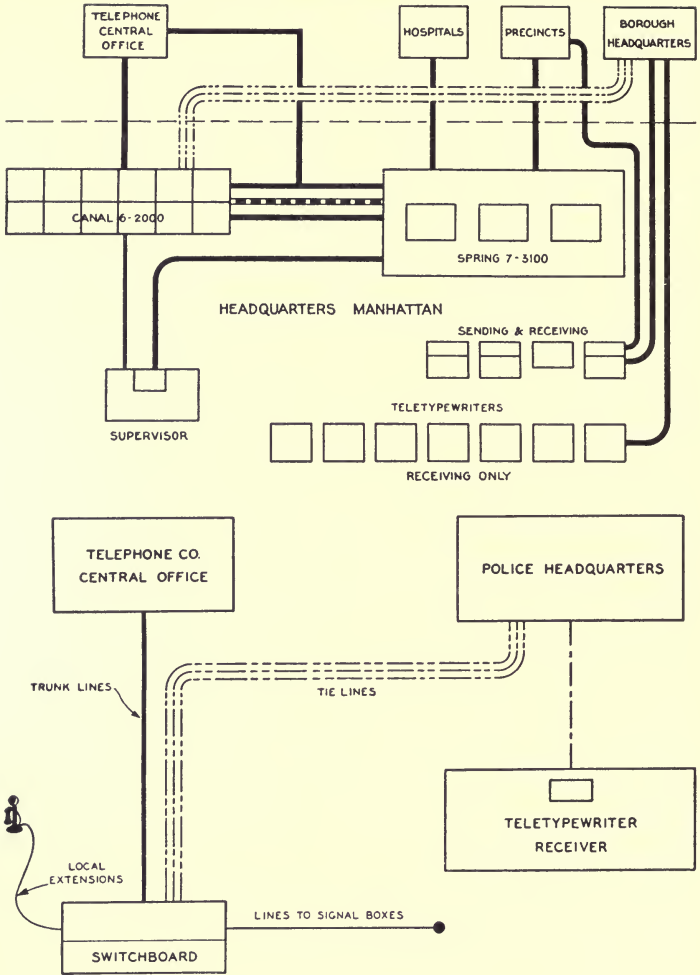 TELEPHONE
CENTRAL
OFFICE
HOSPITALS
PRECINCTS
BOROUGH
HEADQUARTERS
CANAL 6-2000
SPRING 7-3100
HEADQUARTERS MANHATTAN
SENDING & RECEIVING
TELETYPEWRITERS
SUPERVISOR
RECEIVING ONLY
TELEPHONE CO.
CENTRAL OFFICE
POLICE HEADQUARTERS
TRUNK LINES
TIE LINES
TELETYPEWRITER
RECEIVER
LOCAL
EXTENSIONS
LINES TO SIGNAL BOXES
SWITCHBOARD